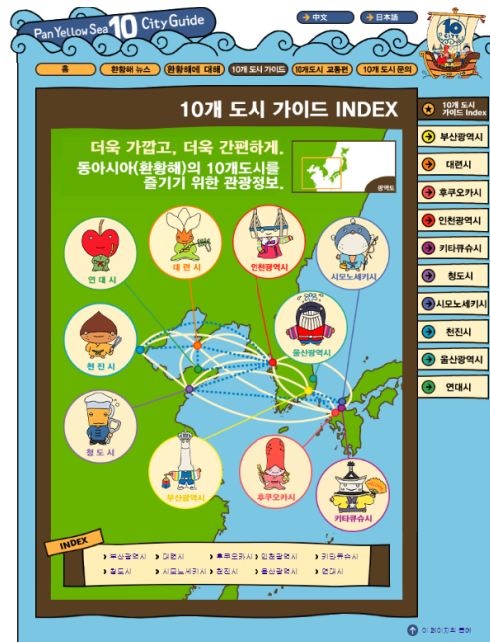 Pan Yellow Sea 10 City Guide
中文
日本語
10 CITY GUIDE
홈
환황해 뉴스
환황해에 대해
10개 도시 가이드
10개도시 교통편
10개 도시 문의
10개 도시 가이드 INDEX
더욱 가깝고, 더욱 간편하게.
동아시아(환황해)의 10개도시를
즐기기 위한 관광정보.
광역도
연대시
대련시
인천광역시
시모노세키시
천진시
울산광역시
청도시
부산광역시
후쿠오카시
키타큐슈시
INDEX
부산광역시
대련시
후쿠오카시
인천광역시
키타큐슈시
청도시
시모노세키시
천진시
울산광역시
연대시
10개 도시
가이드 Index
부산광역시
대련시
후쿠오카시
인천광역시
키타큐슈시
청도시
시모노세키시
천진시
울산광역시
연대시